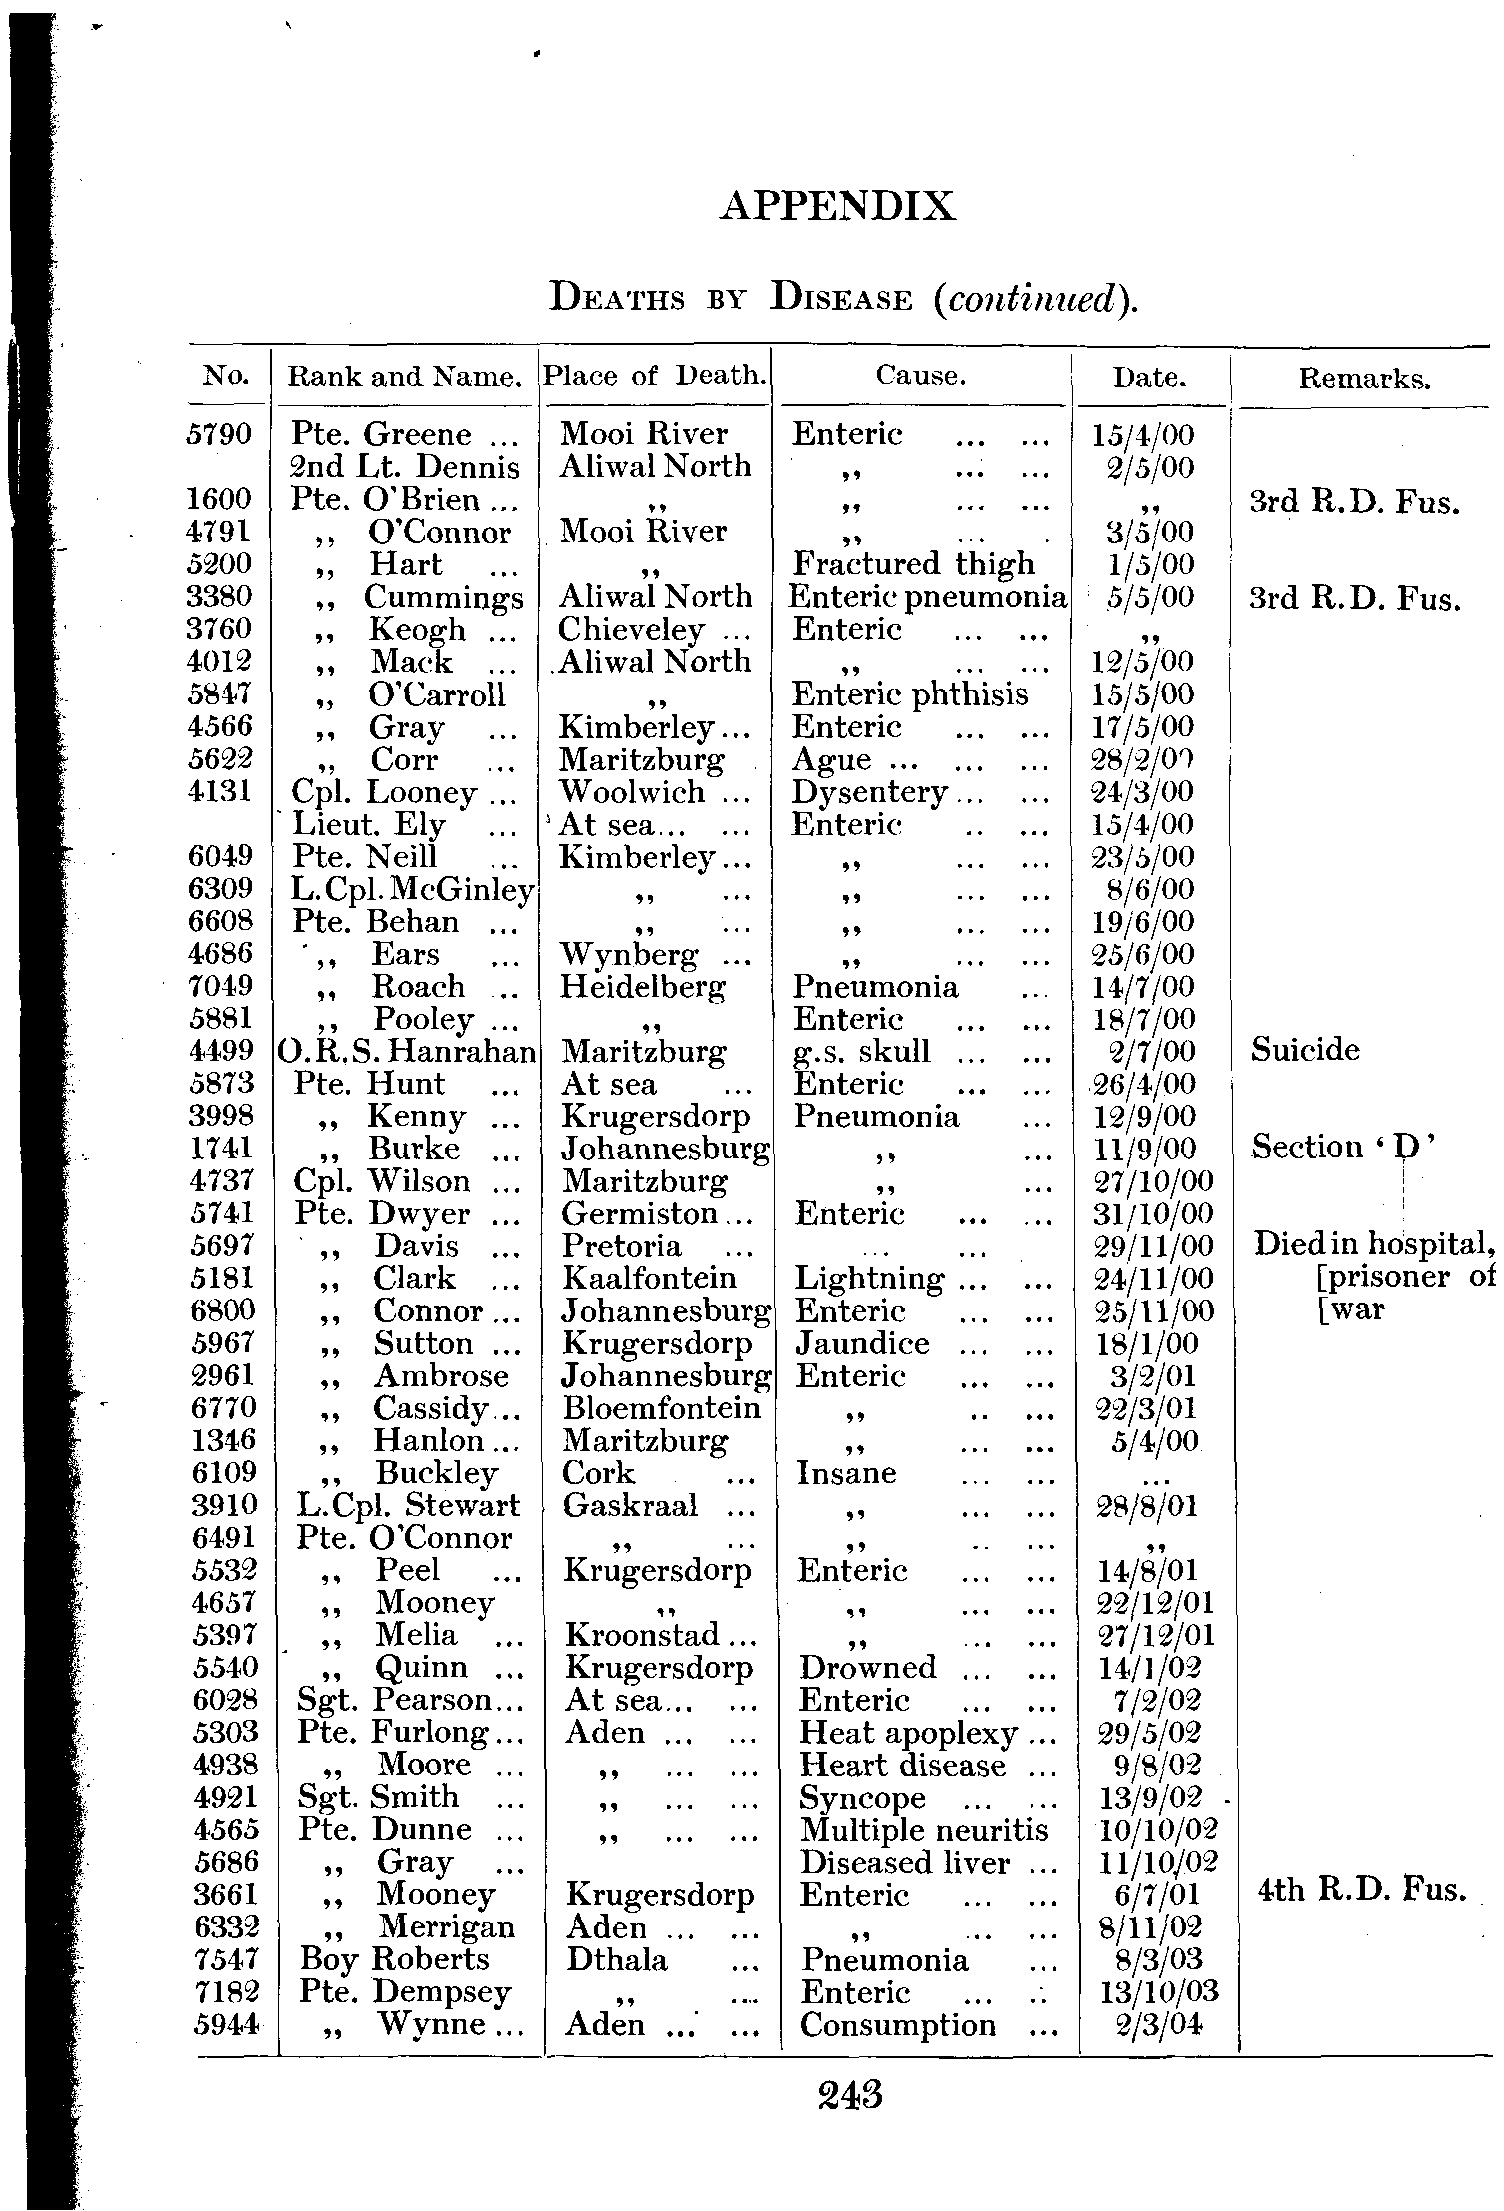 APPENDIX
DEATHS BY DISEASE (continued).
No. Rank and Name. Place of Death. Cause. Date. Remarks.
5790 Pte. Greene ... Mooi River Enteric ... ... 15/4/00
2nd Lt. Dennis Aliwal North ,, ... ... 2/5/00
1600 Pte. O'Brien ... ,, ,, ... ... ,, 3rd R.D. Fus.
4791 ,, O'Connor Mooi River ,, ... . 3/5/00
5200 ,, Hart ... ,, Fractured thigh 1/5/00
3380 ,, Cummings Aliwal North Enteric pneumonia 5/5/00 3rd R.D. Fus.
3760 ,, Keogh ... Chieveley ... Enteric ... ... ,,
4012 ,, Mack ... Aliwal North ,, ... ... 12/5/00
5847 ,, O'Carroll ,, Enteric phthisis 15/5/00
4566 ,, Gray ... Kimberley ... Enteric ... ... 17/5/00
5622 ,, Corr ... Maritzburg Ague ... ... ... 28/2/00
4131 Cpl. Looney ... Woolwich ... Dysentery ... ... 24/3/00
Lieut. Ely ... At sea ... ... Enteric .. ... 15/4/00
6049 Pte. Neill ... Kimberley ... ,, ... ... 23/5/00
6309 L.Cpl. McGinley ,, ... ,, ... ... 8/6/00
6608 Pte. Behan ... ,, ... ,, ... ... 19/6/00
4686 ,, Ears ... Wynberg ... ,, ... ... 25/6/00
7049 ,, Roach ... Heidelberg Pneumonia ... 14/7/00
5881 ,, Pooley ... ,, Enteric ... ... 18/7/00
4499 O.R.S. Hanrahan Maritzburg g.s. skull ... ... 2/7/00 Suicide
5873 Pte. Hunt ... At sea ... Enteric ... ... 26/4/00
3998 ,, Kenny ... Krugersdorp Pneumonia ... 12/9/00
1741 ,, Burke ... Johannesburg ,, ... 11/9/00 Section 'D'
4737 Cpl. Wilson ... Maritzburg ,, ... 27/10/00
5741 Pte. Dwyer ... Germiston ... Enteric ... ... 31/10/00
5697 ,, Davis ... Pretoria ... ... ... 29/11/00 Died in hospital,
5181 ,, Clark ... Kaalfontein Lightning ... ... 24/11/00 [prisoner of
6800 ,, Connor ... Johannesburg Enteric ... ... 25/11/00 [war
5967 ,, Sutton ... Krugersdorp Jaundice ... ... 18/1/00
2961 ,, Ambrose Johannesburg Enteric ... ... 3/2/01
6770 ,, Cassidy ... Bloemfontein ,, .. ... 22/3/01
1346 ,, Hanlon ... Maritzburg ,, ... ... 5/4/00
6109 ,, Buckley Cork ... Insane ... ... ...
3910 L.Cpl. Stewart Gaskraal ... ,, ... ... 28/8/01
6491 Pte. O'Connor ,, ... ,, .. ... ,,
5532 ,, Peel ... Krugersdorp Enteric ... ... 14/8/01
4657 ,, Mooney ,, ,, ... ... 22/12/01
5397 ,, Melia ... Kroonstad ... ,, ... ... 27/12/01
5540 ,, Quinn ... Krugersdorp Drowned ... ... 14/1/02
6028 Sgt. Pearson ... At sea ... ... Enteric ... ... 7/2/02
5303 Pte. Furlong ... Aden ... ... Heat apoplexy ... 29/5/02
4938 ,, Moore ... ,, ... ... Heart disease ... 9/8/02
4921 Sgt. Smith ... ,, ... ... Syncope ... ... 13/9/02
4565 Pte. Dunne ... ,, ... ... Multiple neuritis 10/10/02
5686 ,, Gray ... Diseased liver ... 11/10/02
3661 ,, Mooney Krugersdorp Enteric ... ... 6/7/01 4th R.D. Fus.
6332 ,, Merrigan Aden ... ... ,, ... ... 8/11/02
7547 Boy Roberts Dthala ... Pneumonia ... 8/3/03
7182 Pte. Dempsey ,, ... Enteric ... .. 13/10/03
5944 ,, Wynne ... Aden ... ... Consumption ... 2/3/04
243